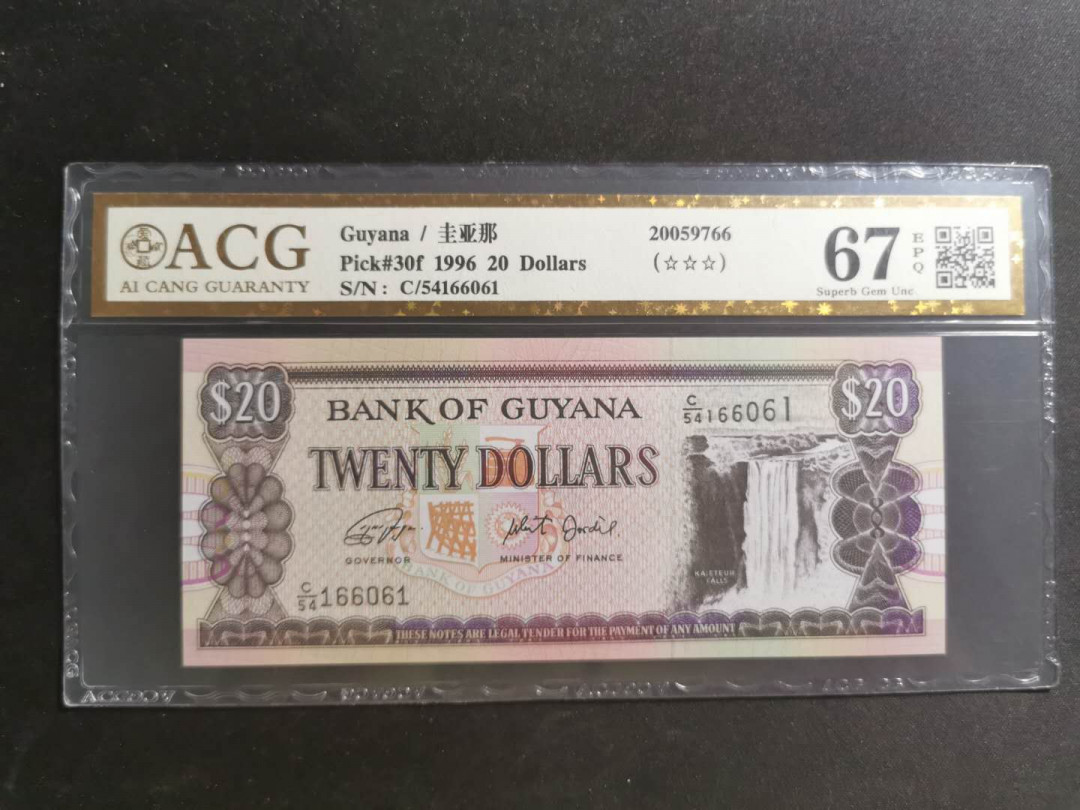 ACG
AI CANG GUARANTY
Guyana / 圭亚那
Pick#30f 1996 20 Dollars
S/N: C/54166061
20059766
(☆☆☆)
67
EPQ
Superb Gem Unc
$20
BANK OF GUYANA
C/54 166061
$20
TWENTY DOLLARS
GOVERNOR
MINISTER OF FINANCE
KAIETEUR
FALLS
BANK OF GUYANA
C/54 166061
THESE NOTES ARE LEGAL TENDER FOR THE PAYMENT OF ANY AMOUNT